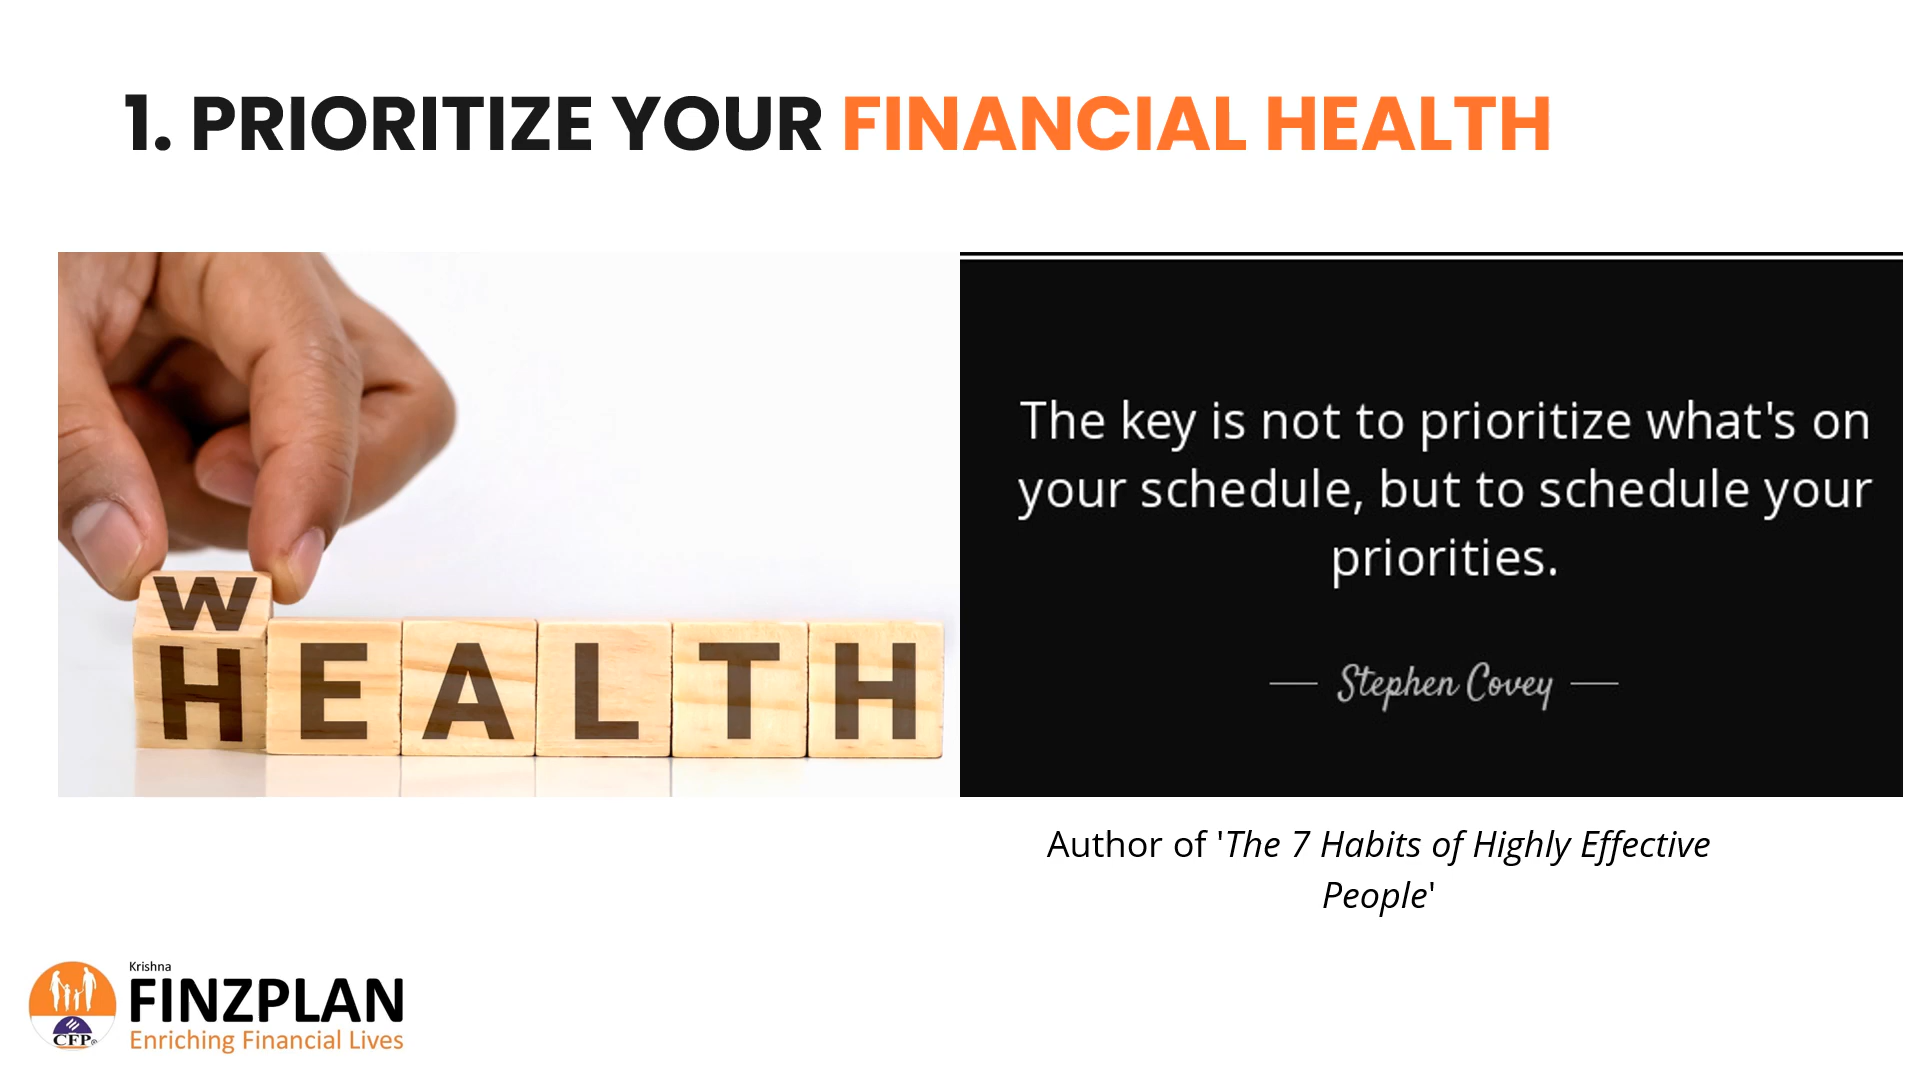 1. PRIORITIZE YOUR FINANCIAL HEALTH
W
HEALTH
The key is not to prioritize what's on
your schedule, but to schedule your
priorities.
Stephen Covey
Author of 'The 7 Habits of Highly Effective
People'
Krishna
FINZPLAN
Enriching Financial Lives
CFP®